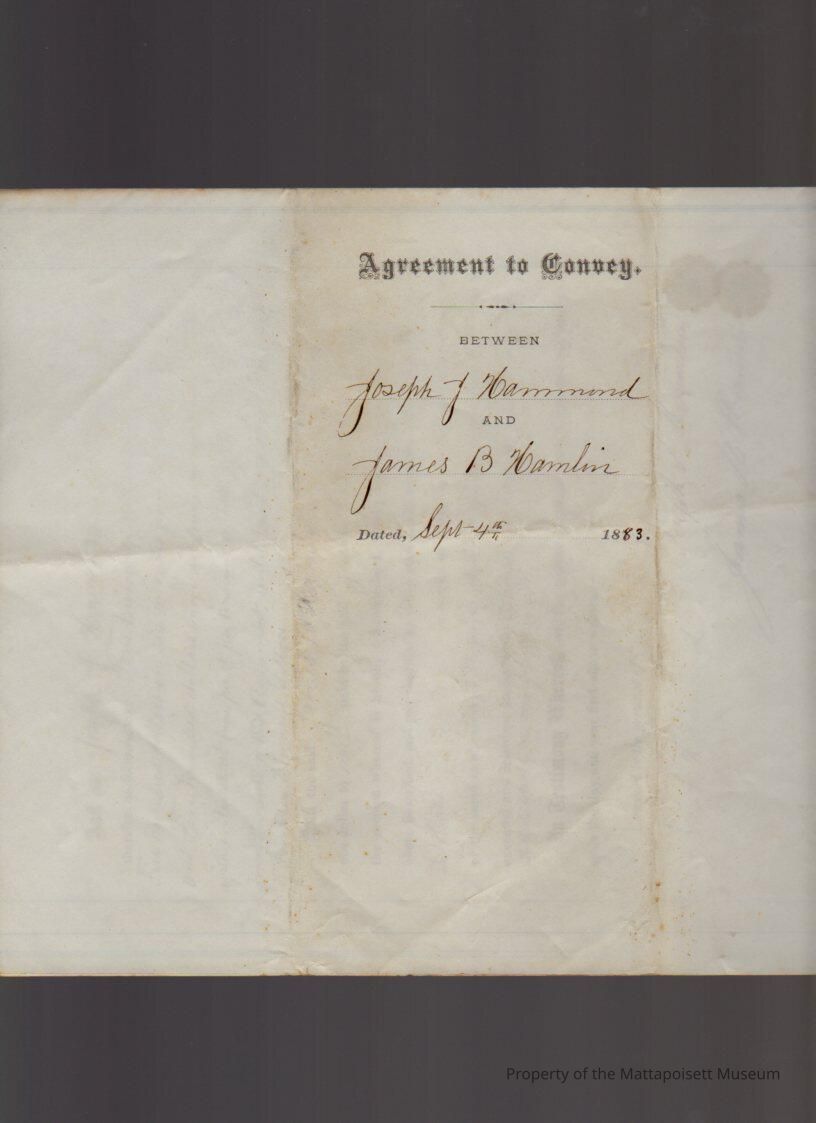 Agreement to Convey.
BETWEEN
Joseph J Hammond
AND
James B Hamlin
Dated, Sept 4th 1883.
Property of the Mattapoisett Museum